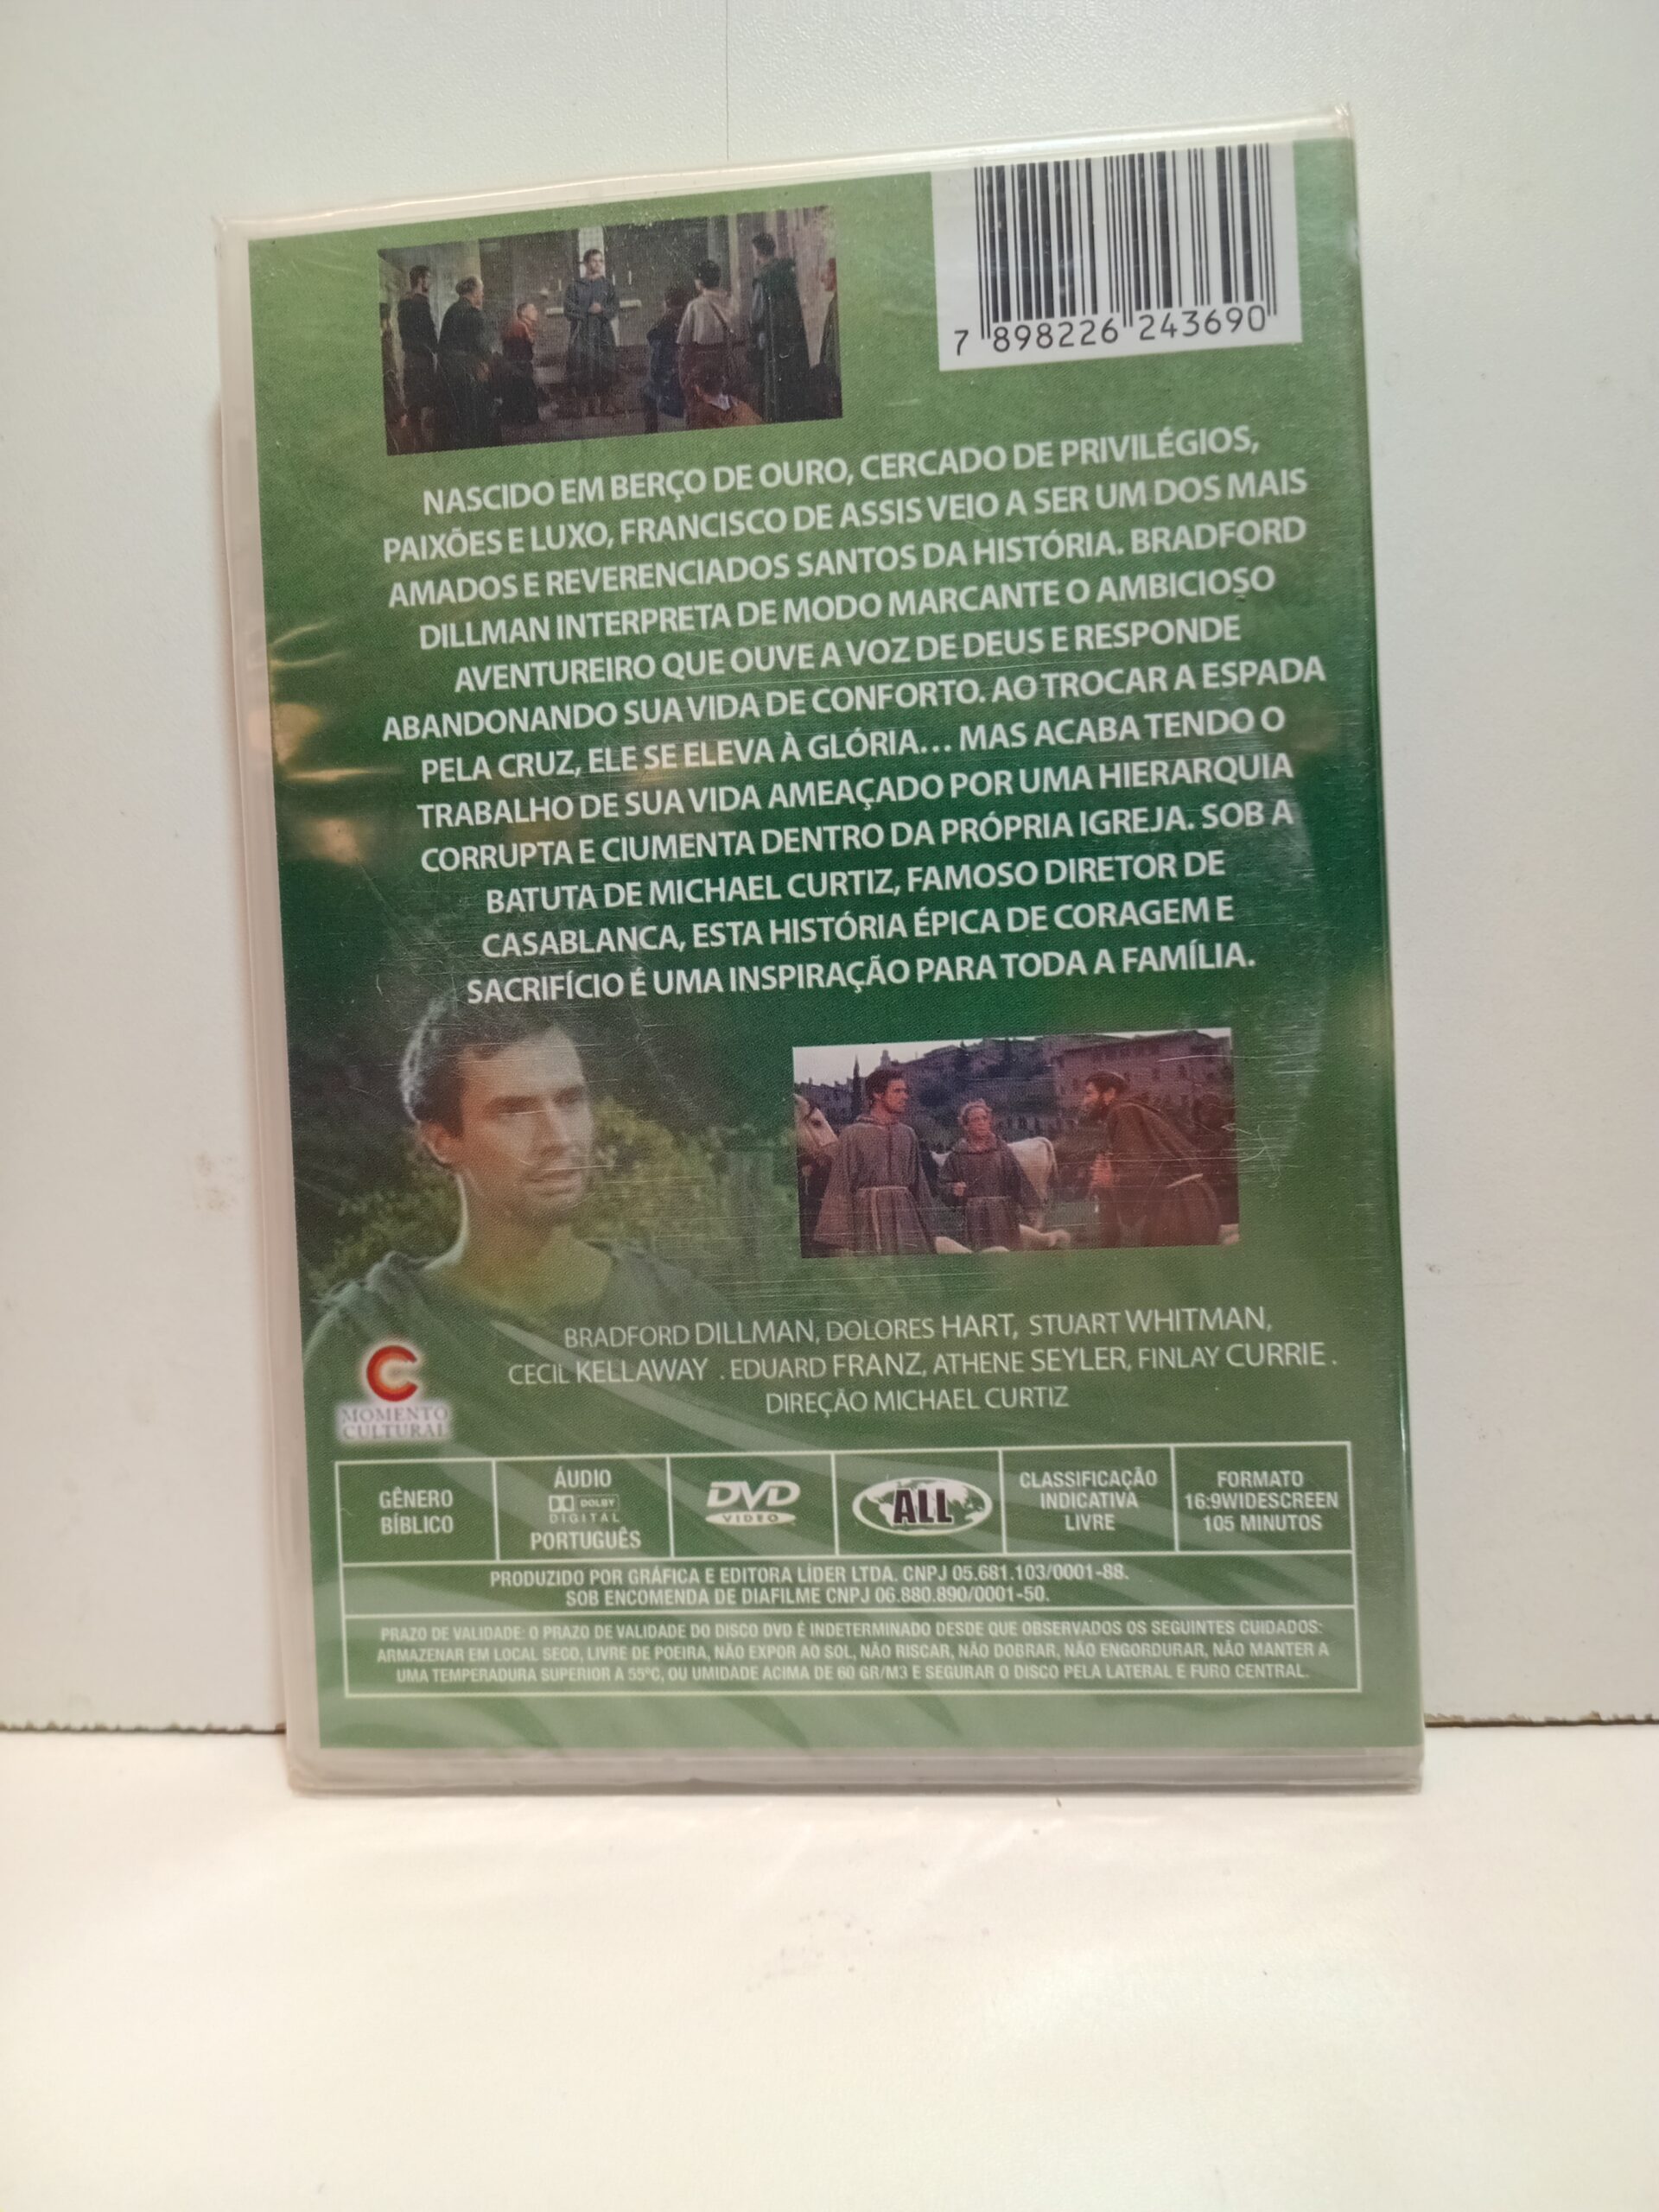 7 898226 243690
NASCIDO EM BERÇO DE OURO, CERCADO DE PRIVILÉGIOS,
PAIXÕES E LUXO, FRANCISCO DE ASSIS VEIO A SER UM DOS MAIS
AMADOS E REVERENCIADOS SANTOS DA HISTÓRIA. BRADFORD
DILLMAN INTERPRETA DE MODO MARCANTE O AMBICIOSO
AVENTUREIRO QUE OUVE A VOZ DE DEUS E RESPONDE
ABANDONANDO SUA VIDA DE CONFORTO. AO TROCAR A ESPADA
PELA CRUZ, ELE SE ELEVA À GLÓRIA... MAS ACABA TENDO O
TRABALHO DE SUA VIDA AMEAÇADO POR UMA HIERARQUIA
CORRUPTA E CIUMENTA DENTRO DA PRÓPRIA IGREJA. SOB A
BATUTA DE MICHAEL CURTIZ, FAMOSO DIRETOR DE
CASABLANCA, ESTA HISTÓRIA ÉPICA DE CORAGEM E
SACRIFÍCIO É UMA INSPIRAÇÃO PARA TODA A FAMÍLIA.
BRADFORD DILLMAN, DOLORES HART, STUART WHITMAN,
CECIL KELLAWAY . EDUARD FRANZ, ATHENE SEYLER, FINLAY CURRIE .
DIREÇÃO MICHAEL CURTIZ
C
MOMENTO
CULTURAL
GÊNERO
BÍBLICO
ÁUDIO
DOLBY
DIGITAL
PORTUGUÊS
DVD
VIDEO
ALL
CLASSIFICAÇÃO
INDICATIVA
LIVRE
FORMATO
16:9WIDESCREEN
105 MINUTOS
PRODUZIDO POR GRÁFICA E EDITORA LÍDER LTDA. CNPJ 05.681.103/0001-88.
SOB ENCOMENDA DE DIAFILME CNPJ 06.880.890/0001-50.
PRAZO DE VALIDADE: O PRAZO DE VALIDADE DO DISCO DVD É INDETERMINADO DESDE QUE OBSERVADOS OS SEGUINTES CUIDADOS:
ARMAZENAR EM LOCAL SECO, LIVRE DE POEIRA, NÃO EXPOR AO SOL, NÃO RISCAR, NÃO DOBRAR, NÃO ENGORDURAR, NÃO MANTER A
UMA TEMPERADURA SUPERIOR A 55ºC, OU UMIDADE ACIMA DE 60 GR/M3 E SEGURAR O DISCO PELA LATERAL E FURO CENTRAL.